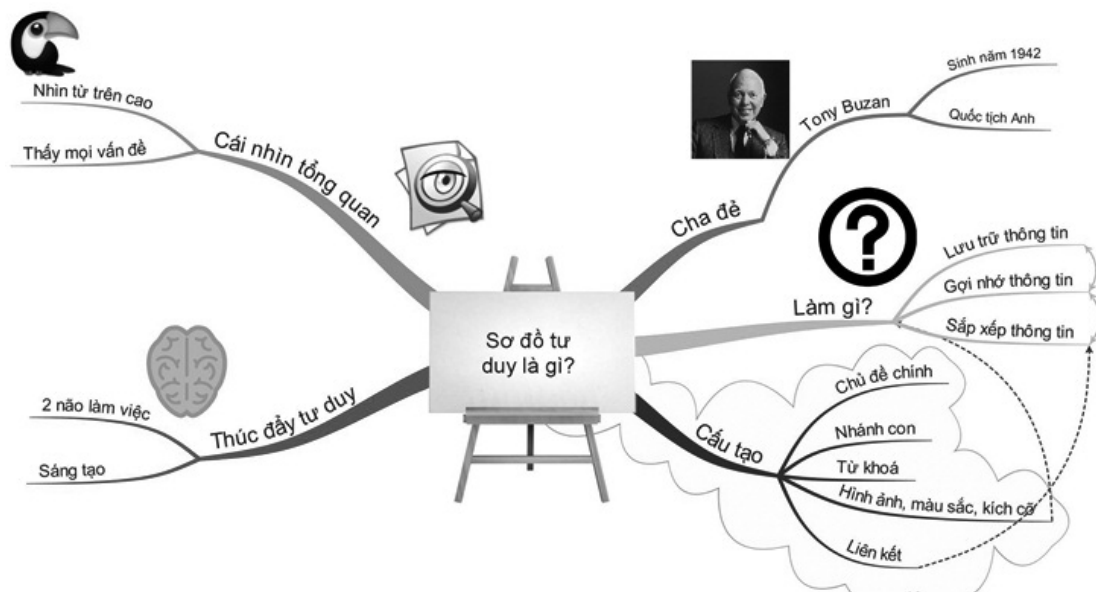 Sơ đồ tư
duy là gì?
Cha đẻ
Tony Buzan
Sinh năm 1942
Quốc tịch Anh
Làm gì?
Lưu trữ thông tin
Gợi nhớ thông tin
Sắp xếp thông tin
Cấu tạo
Chủ đề chính
Nhánh con
Từ khoá
Hình ảnh, màu sắc, kích cỡ
Liên kết
Thúc đẩy tư duy
2 não làm việc
Sáng tạo
Cái nhìn tổng quan
Nhìn từ trên cao
Thấy mọi vấn đề